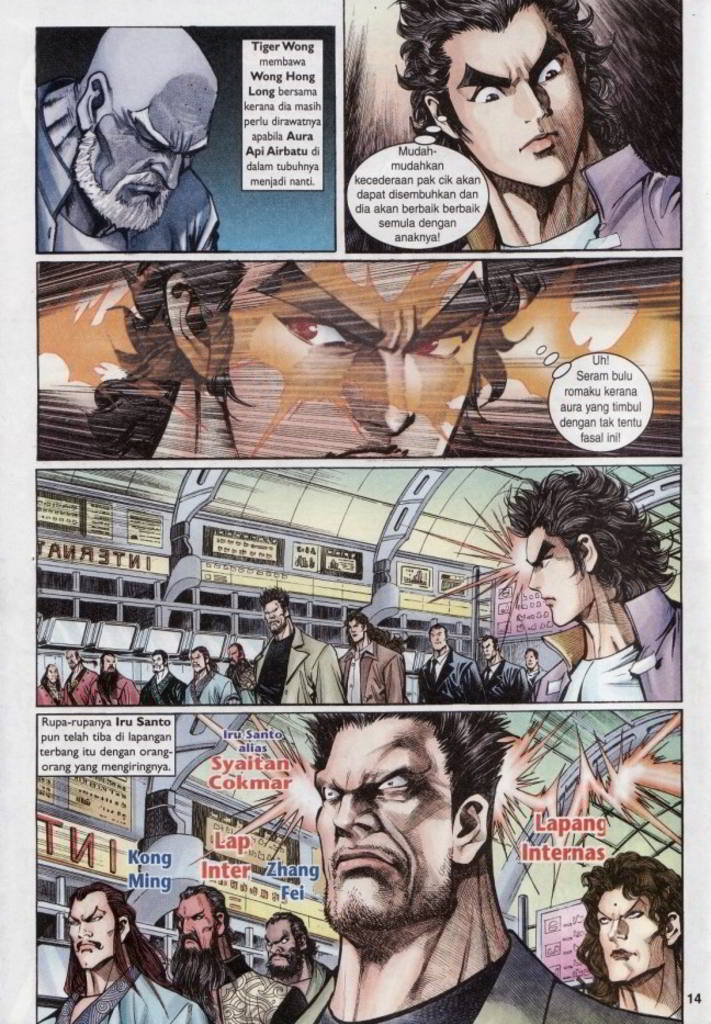 Tiger Wong
membawa
Wong Hong
Long bersama
kerana dia masih
perlu dirawatnya
apabila Aura
Api Airbatu di
dalam tubuhnya
menjadi nanti.
Mudah-
mudahkan
kecederaan pak cik akan
dapat disembuhkan dan
dia akan berbaik berbaik
semula dengan
anaknya!
Uh!
Seram bulu
romaku kerana
aura yang timbul
dengan tak tentu
fasal ini!
INTERNAT
Rupa-rupanya Iru Santo
pun telah tiba di lapangan
terbang itu dengan orang-
orang yang mengiringnya.
Iru Santo
alias
Syaitan
Cokmar
Kong
Ming
Lap
Inter
Zhang
Fei
Lapang
Internas
INT
14